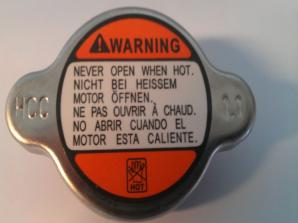 WARNING
NEVER OPEN WHEN HOT.
NICHT BEI HEISSEM
MOTOR ÖFFNEN.
NE PAS OUVRIR À CHAUD.
NO ABRIR CUANDO EL
MOTOR ESTA CALIENTE.
HCC
HOT